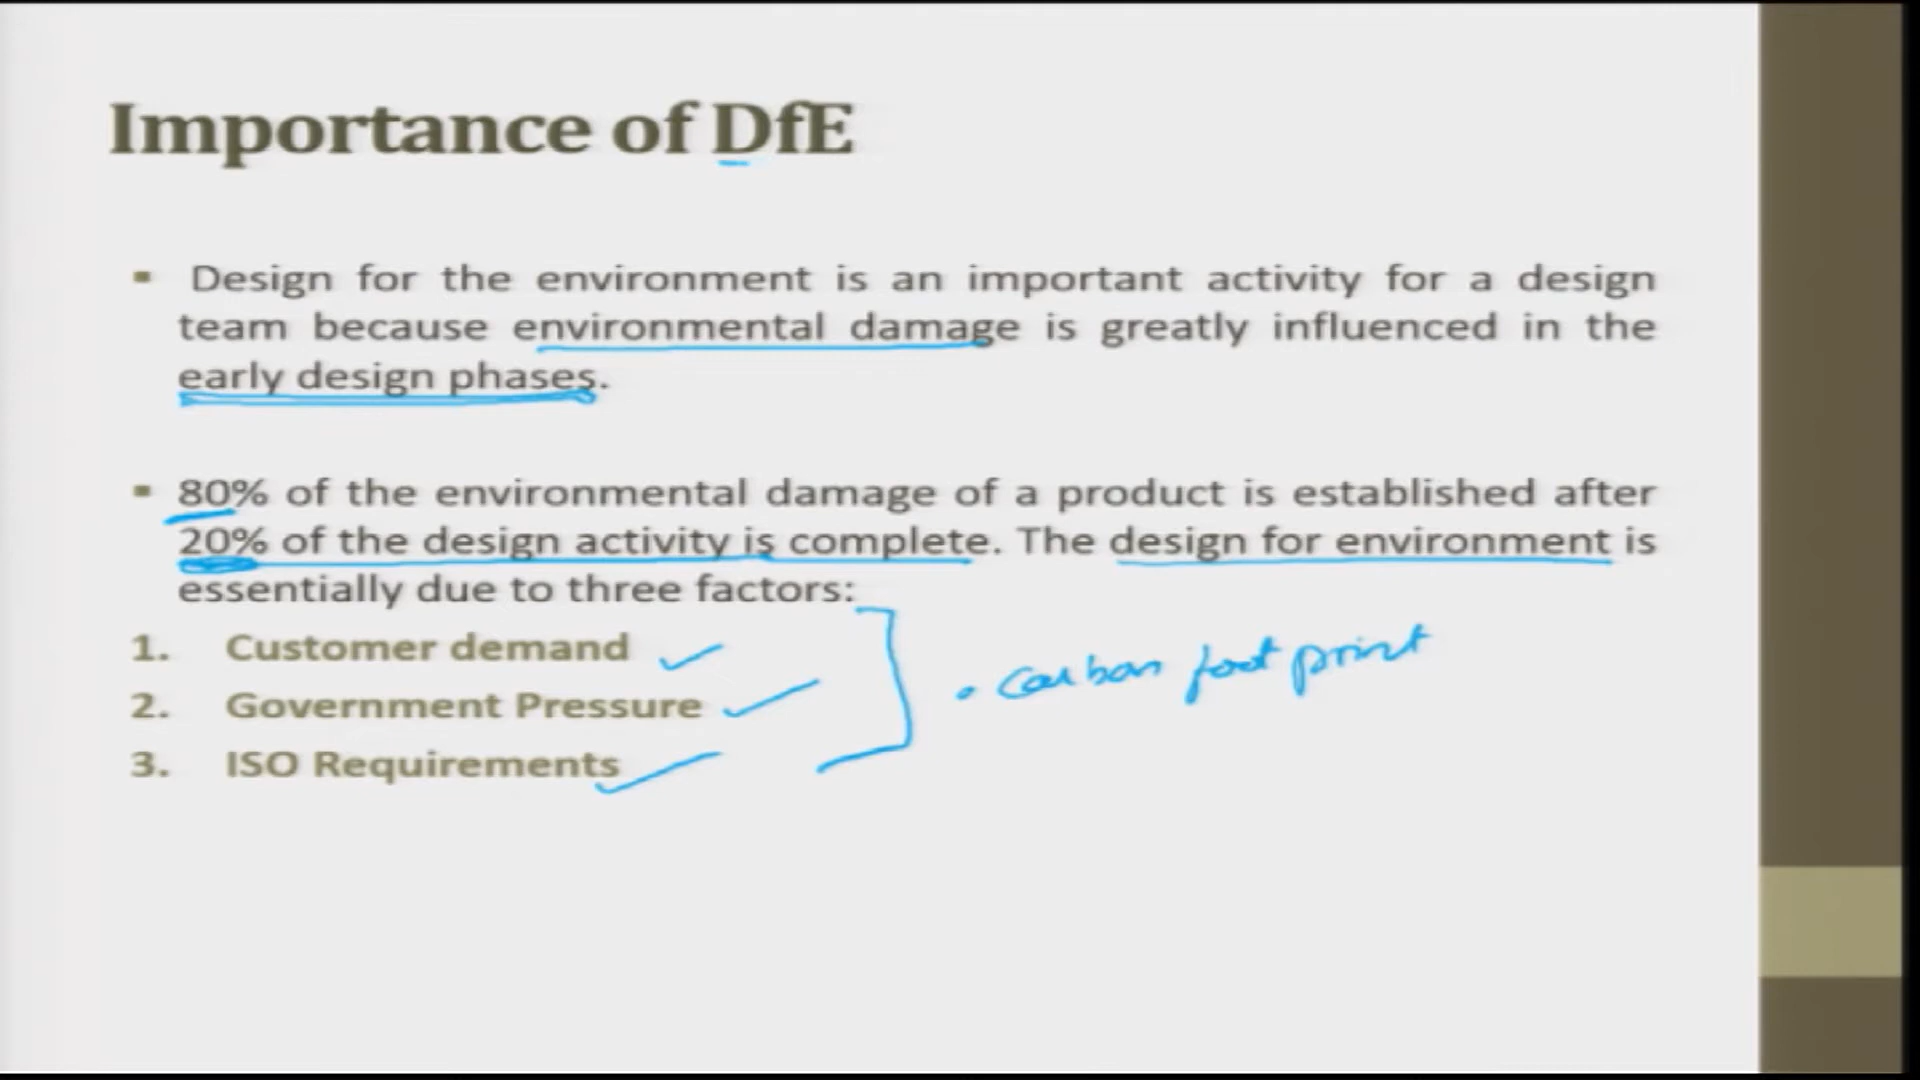 Importance of DfE
▪ Design for the environment is an important activity for a design
team because environmental damage is greatly influenced in the
early design phases.
▪ 80% of the environmental damage of a product is established after
20% of the design activity is complete. The design for environment is
essentially due to three factors:
1. Customer demand
2. Government Pressure
3. ISO Requirements
• Carbon foot print